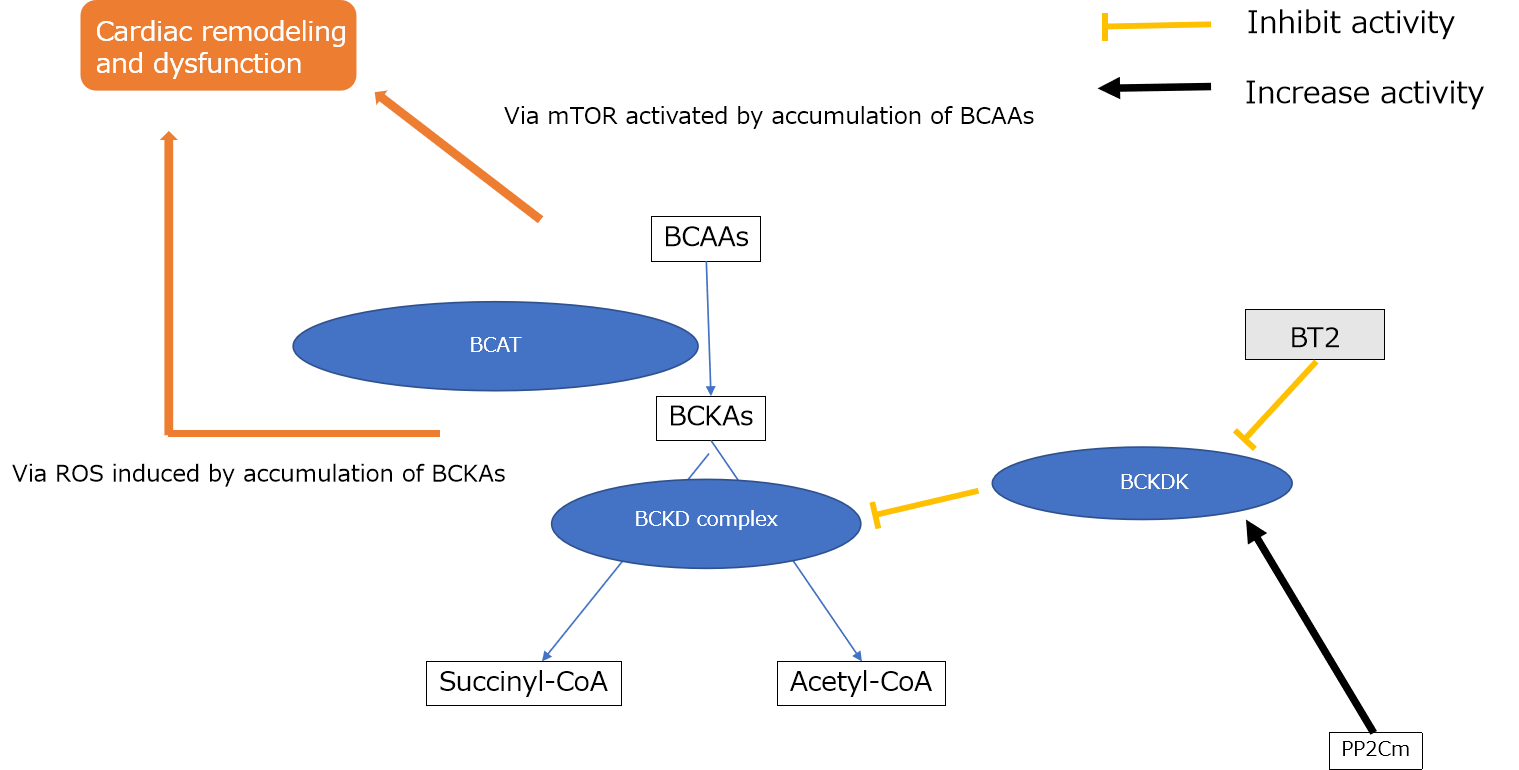 Cardiac remodeling
and dysfunction
Inhibit activity
Increase activity
Via mTOR activated by accumulation of BCAAs
BCAAs
BCAT
BT2
BCKAs
Via ROS induced by accumulation of BCKAs
BCKDK
BCKD complex
Succinyl-CoA
Acetyl-CoA
PP2Cm